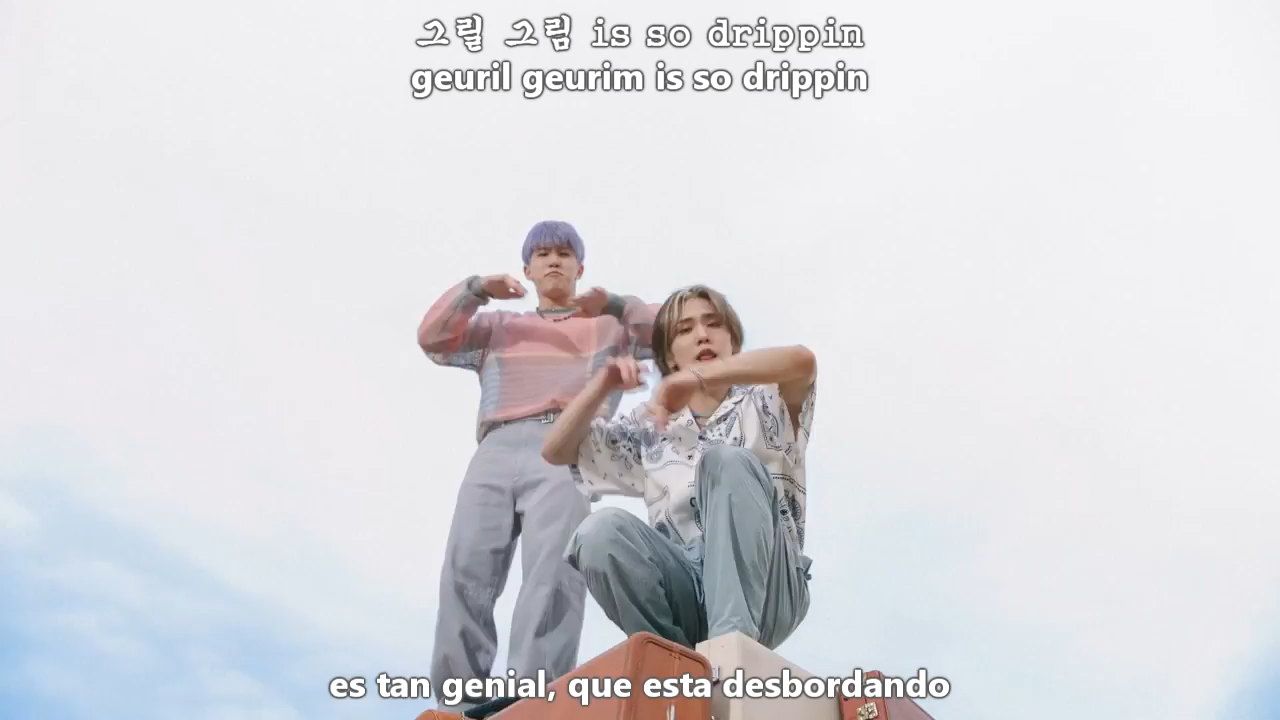 그릴 그림 is so drippin
geuril geurim is so drippin
es tan genial, que esta desbordando